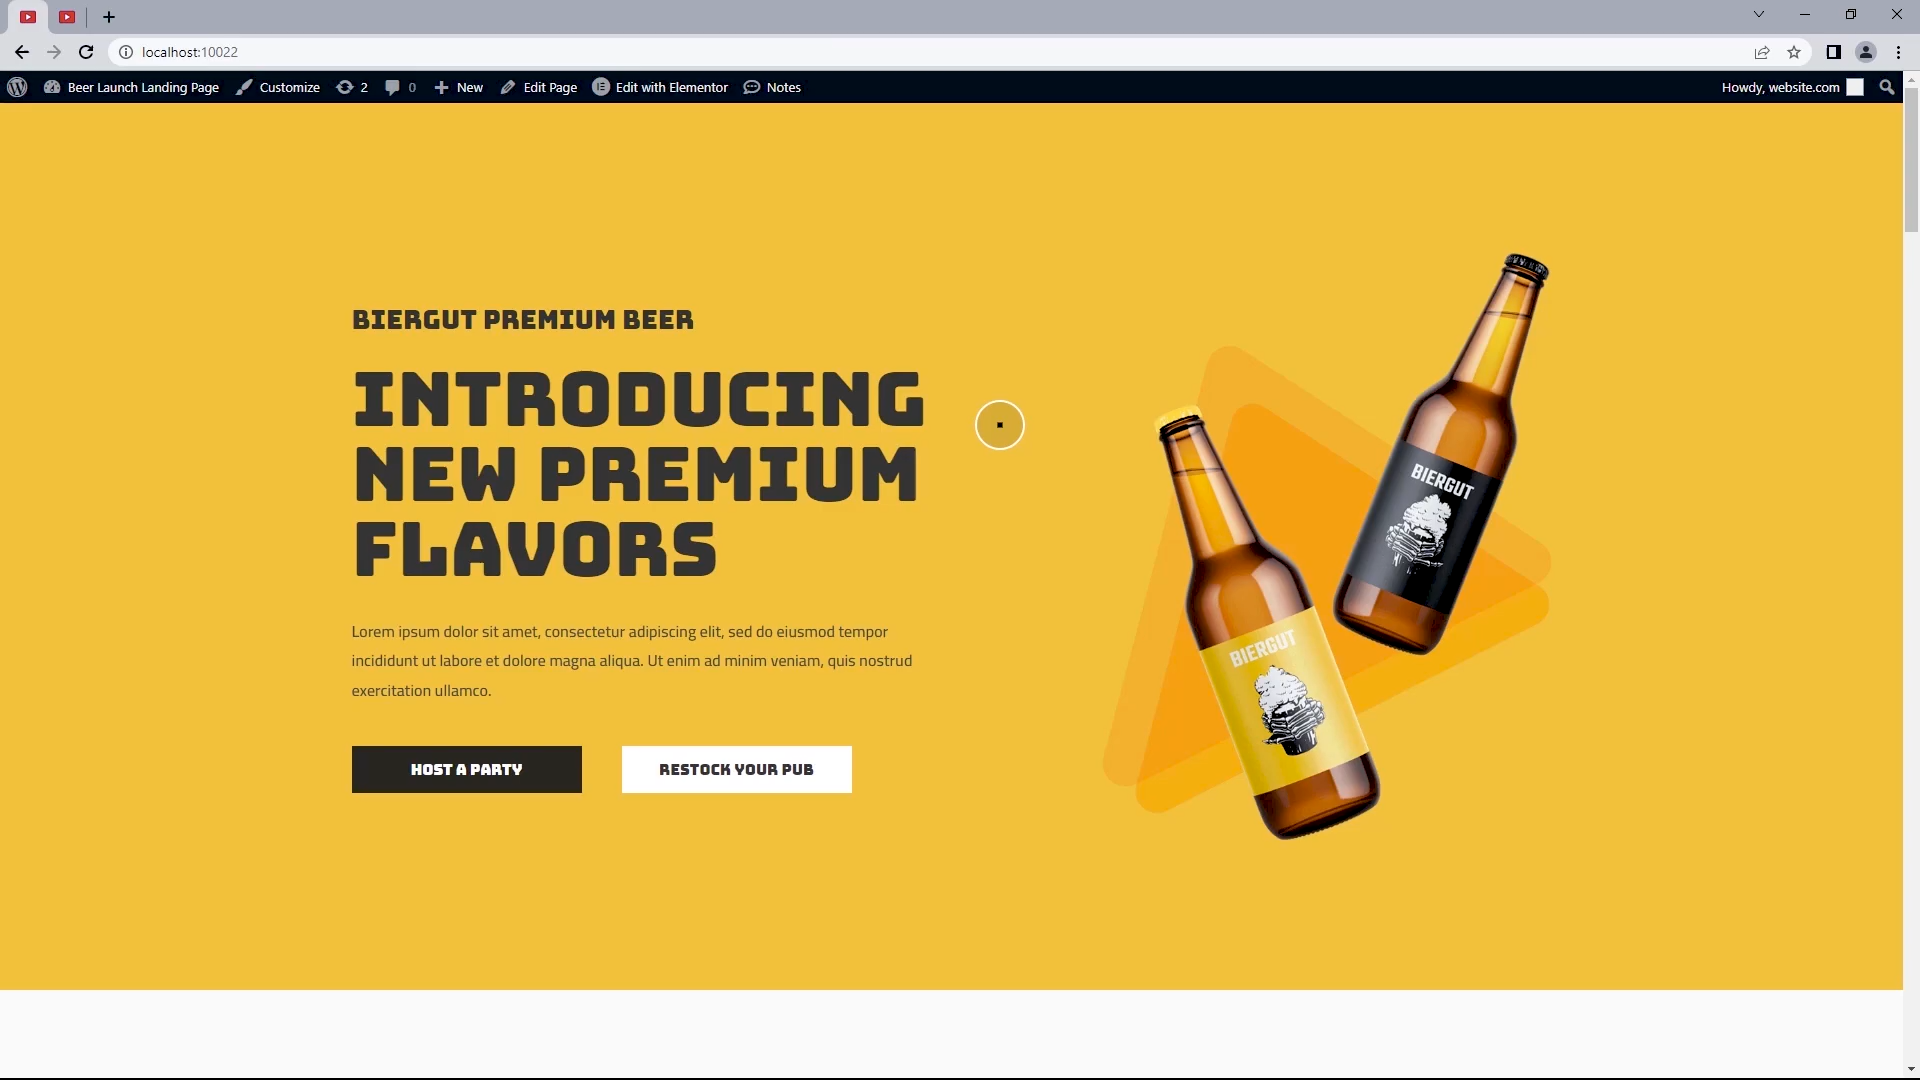 localhost:10022
Beer Launch Landing Page Customize 2 0 New Edit Page Edit with Elementor Notes Howdy, website.com
BIERGUT PREMIUM BEER
INTRODUCING
NEW PREMIUM
FLAVORS
Lorem ipsum dolor sit amet, consectetur adipiscing elit, sed do eiusmod tempor
incididunt ut labore et dolore magna aliqua. Ut enim ad minim veniam, quis nostrud
exercitation ullamco.
HOST A PARTY
RESTOCK YOUR PUB
BIERGUT
BIERGUT